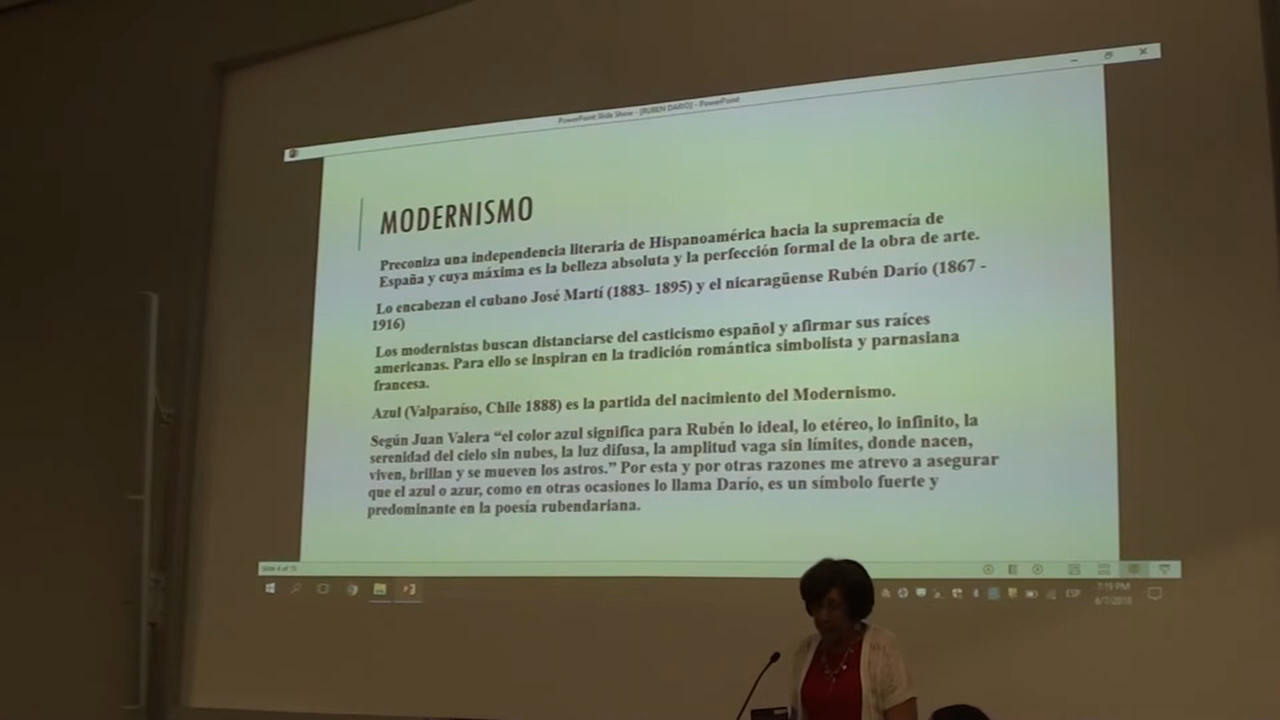 PowerPoint Slide Show - [RUBEN DARIO] - PowerPoint
MODERNISMO
Preconiza una independencia literaria de Hispanoamérica hacia la supremacía de
España y cuya máxima es la belleza absoluta y la perfección formal de la obra de arte.
Lo encabezan el cubano José Martí (1883- 1895) y el nicaragüense Rubén Darío (1867 -
1916)
Los modernistas buscan distanciarse del casticismo español y afirmar sus raíces
americanas. Para ello se inspiran en la tradición romántica simbolista y parnasiana
francesa.
Azul (Valparaíso, Chile 1888) es la partida del nacimiento del Modernismo.
Según Juan Valera “el color azul significa para Rubén lo ideal, lo etéreo, lo infinito, la
serenidad del cielo sin nubes, la luz difusa, la amplitud vaga sin límites, donde nacen,
viven, brillan y se mueven los astros.” Por esta y por otras razones me atrevo a asegurar
que el azul o azur, como en otras ocasiones lo llama Darío, es un símbolo fuerte y
predominante en la poesía rubendariana.
Slide 4 of 15
ESP
7:19 PM
6/7/2018